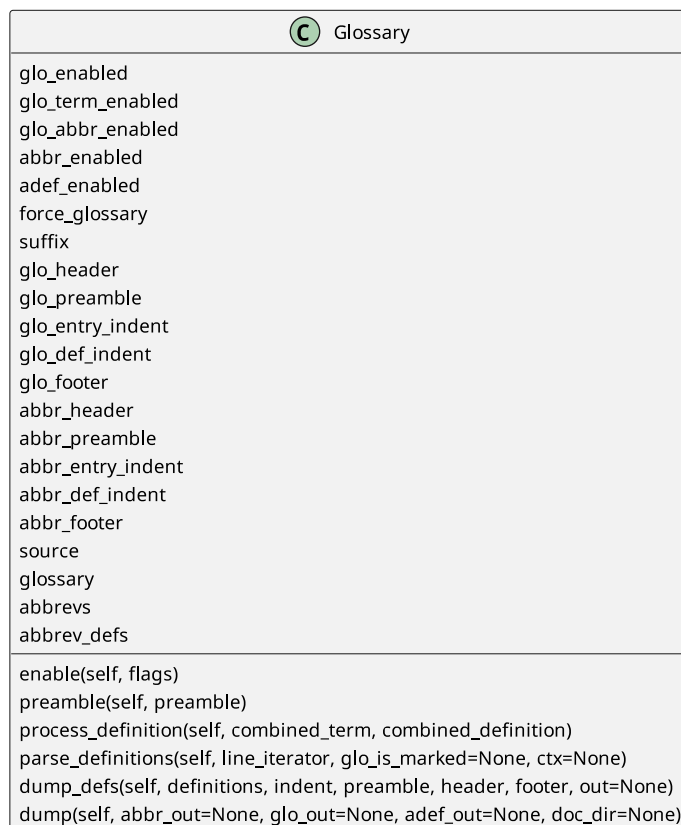 C Glossary
glo_enabled
glo_term_enabled
glo_abbr_enabled
abbr_enabled
adef_enabled
force_glossary
suffix
glo_header
glo_preamble
glo_entry_indent
glo_def_indent
glo_footer
abbr_header
abbr_preamble
abbr_entry_indent
abbr_def_indent
abbr_footer
source
glossary
abbrevs
abbrev_defs
enable(self, flags)
preamble(self, preamble)
process_definition(self, combined_term, combined_definition)
parse_definitions(self, line_iterator, glo_is_marked=None, ctx=None)
dump_defs(self, definitions, indent, preamble, header, footer, out=None)
dump(self, abbr_out=None, glo_out=None, adef_out=None, doc_dir=None)